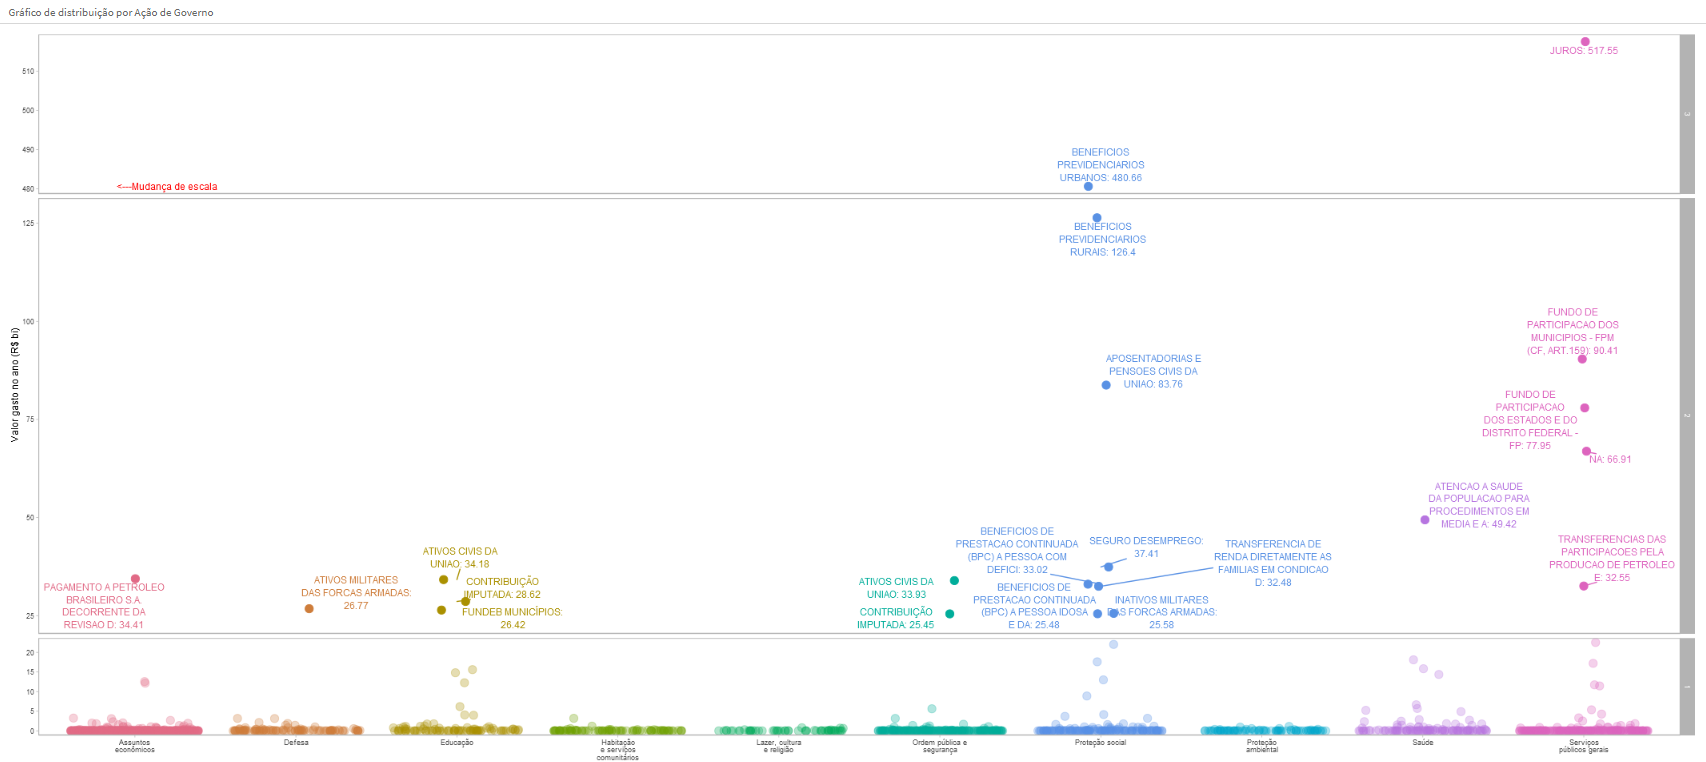 Gráfico de distribuição por Ação de Governo
510
500
490
480
3
JUROS: 517.55
BENEFICIOS
PREVIDENCIARIOS
URBANOS: 480.66
<---Mudança de escala
Valor gasto no ano (R$ bi)
125
100
75
50
25
2
BENEFICIOS
PREVIDENCIARIOS
RURAIS: 126.4
FUNDO DE
PARTICIPACAO DOS
MUNICIPIOS - FPM
(CF, ART.159): 90.41
APOSENTADORIAS E
PENSOES CIVIS DA
UNIAO: 83.76
FUNDO DE
PARTICIPACAO
DOS ESTADOS E DO
DISTRITO FEDERAL -
FP: 77.95
NA: 66.91
ATENCAO A SAUDE
DA POPULACAO PARA
PROCEDIMENTOS EM
MEDIA E A: 49.42
PAGAMENTO A PETROLEO
BRASILEIRO S.A.
DECORRENTE DA
REVISAO D: 34.41
ATIVOS MILITARES
DAS FORCAS ARMADAS:
26.77
ATIVOS CIVIS DA
UNIAO: 34.18
CONTRIBUIÇÃO
IMPUTADA: 28.62
FUNDEB MUNICÍPIOS:
26.42
ATIVOS CIVIS DA
UNIAO: 33.93
CONTRIBUIÇÃO
IMPUTADA: 25.45
BENEFICIOS DE
PRESTACAO CONTINUADA
(BPC) A PESSOA COM
DEFICI: 33.02
BENEFICIOS DE
PRESTACAO CONTINUADA
(BPC) A PESSOA IDOSA
E DA: 25.48
SEGURO DESEMPREGO:
37.41
INATIVOS MILITARES
DAS FORCAS ARMADAS:
25.58
TRANSFERENCIA DE
RENDA DIRETAMENTE AS
FAMILIAS EM CONDICAO
D: 32.48
TRANSFERENCIAS DAS
PARTICIPACOES PELA
PRODUCAO DE PETROLEO
E: 32.55
20
15
10
5
0
1
Assuntos
econômicos
Defesa
Educação
Habitação
e serviços
comunitários
Lazer, cultura
e religião
Ordem pública e
segurança
Proteção social
Proteção
ambiental
Saúde
Serviços
públicos gerais